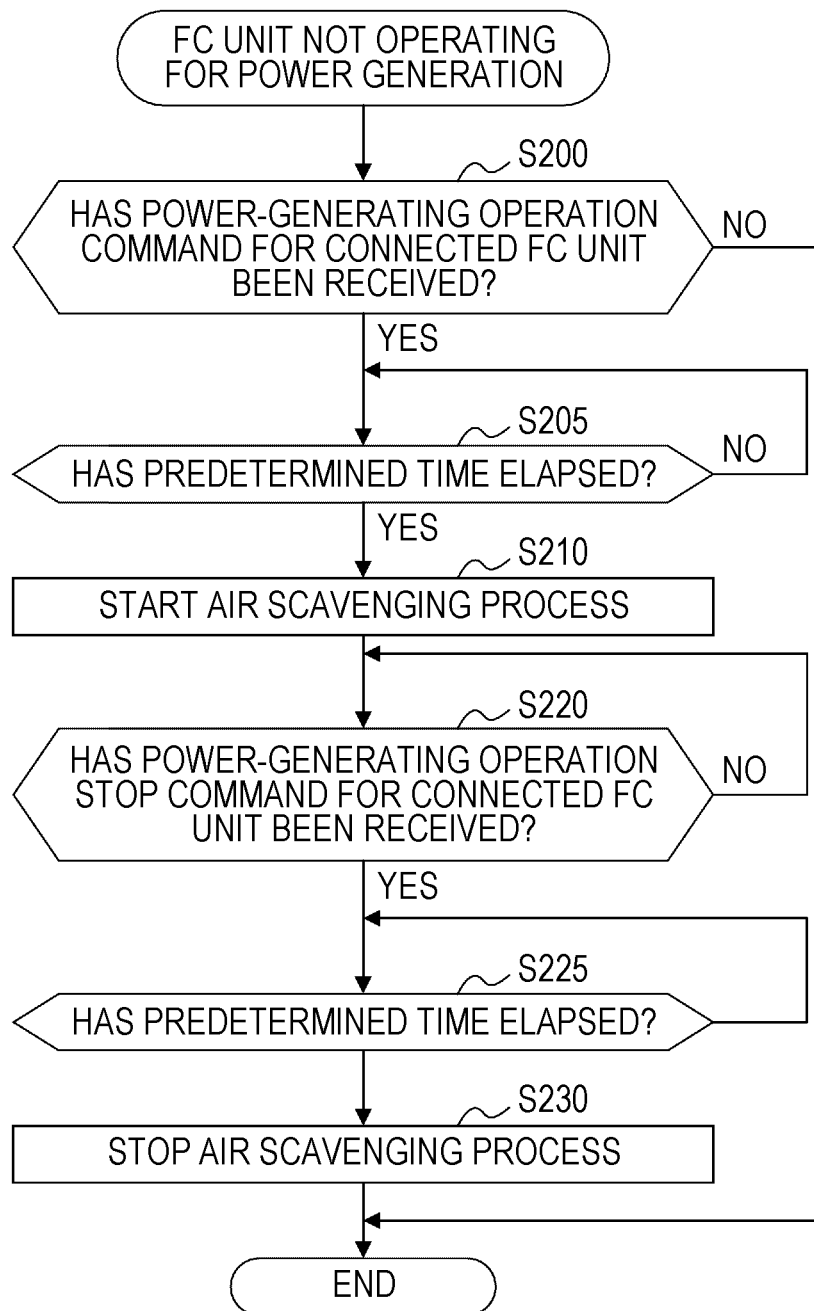 FC UNIT NOT OPERATING
FOR POWER GENERATION
S200
HAS POWER-GENERATING OPERATION
COMMAND FOR CONNECTED FC UNIT
BEEN RECEIVED?
NO
YES
S205
HAS PREDETERMINED TIME ELAPSED?
NO
YES
S210
START AIR SCAVENGING PROCESS
S220
HAS POWER-GENERATING OPERATION
STOP COMMAND FOR CONNECTED FC
UNIT BEEN RECEIVED?
NO
YES
S225
HAS PREDETERMINED TIME ELAPSED?
S230
STOP AIR SCAVENGING PROCESS
END